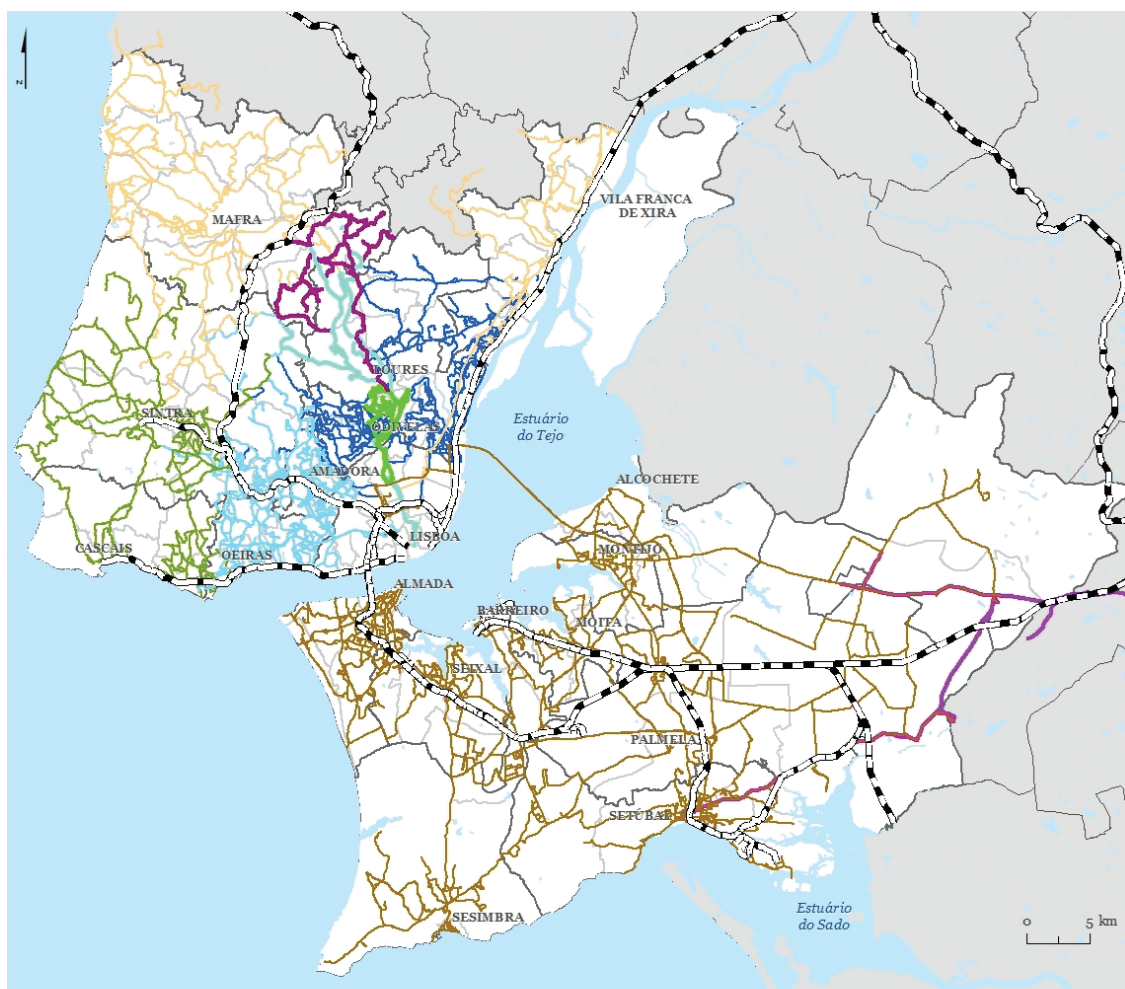 z
MAFRA
VILA FRANCA
DE XIRA
LOURES
Estuário
do Tejo
SINTRA
ODIVELAS
AMADORA
ALCOCHETE
LISBOA
CASCAIS
OEIRAS
MONTIJO
ALMADA
BARREIRO
MOITA
SEIXAL
PALMELA
SETÚBAL
Estuário
do Sado
SESIMBRA
0 5 km